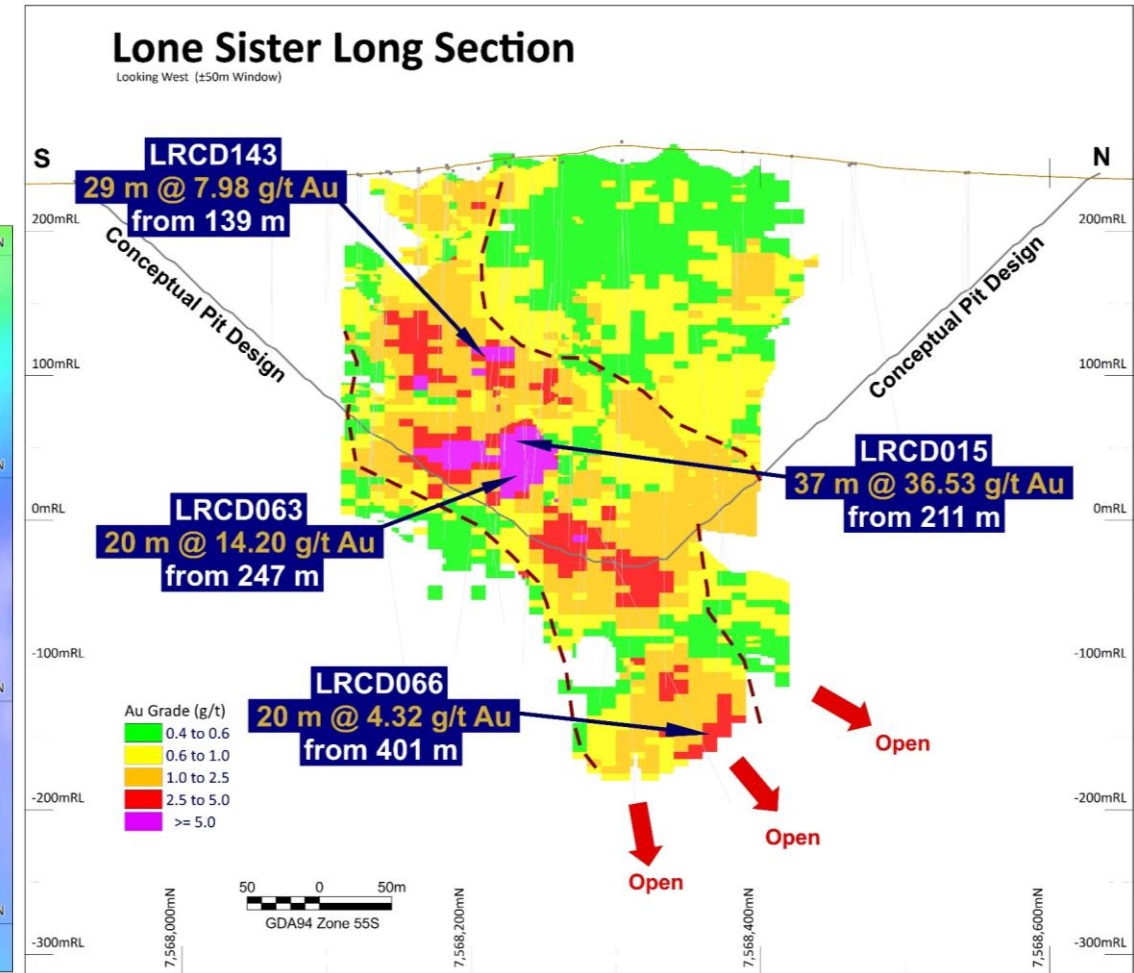 Lone Sister Long Section
Looking West (±50m Window)
S
N
LRCD143
29 m @ 7.98 g/t Au
from 139 m
200mRL
200mRL
Conceptual Pit Design
Conceptual Pit Design
100mRL
100mRL
LRCD015
37 m @ 36.53 g/t Au
from 211 m
LRCD063
20 m @ 14.20 g/t Au
from 247 m
0mRL
0mRL
-100mRL
-100mRL
LRCD066
20 m @ 4.32 g/t Au
from 401 m
Au Grade (g/t)
0.4 to 0.6
0.6 to 1.0
1.0 to 2.5
2.5 to 5.0
>= 5.0
Open
Open
Open
-200mRL
-200mRL
50 0 50m
GDA94 Zone 55S
7,568,000mN
7,568,200mN
7,568,400mN
7,568,600mN
-300mRL
-300mRL
N
N
N
N